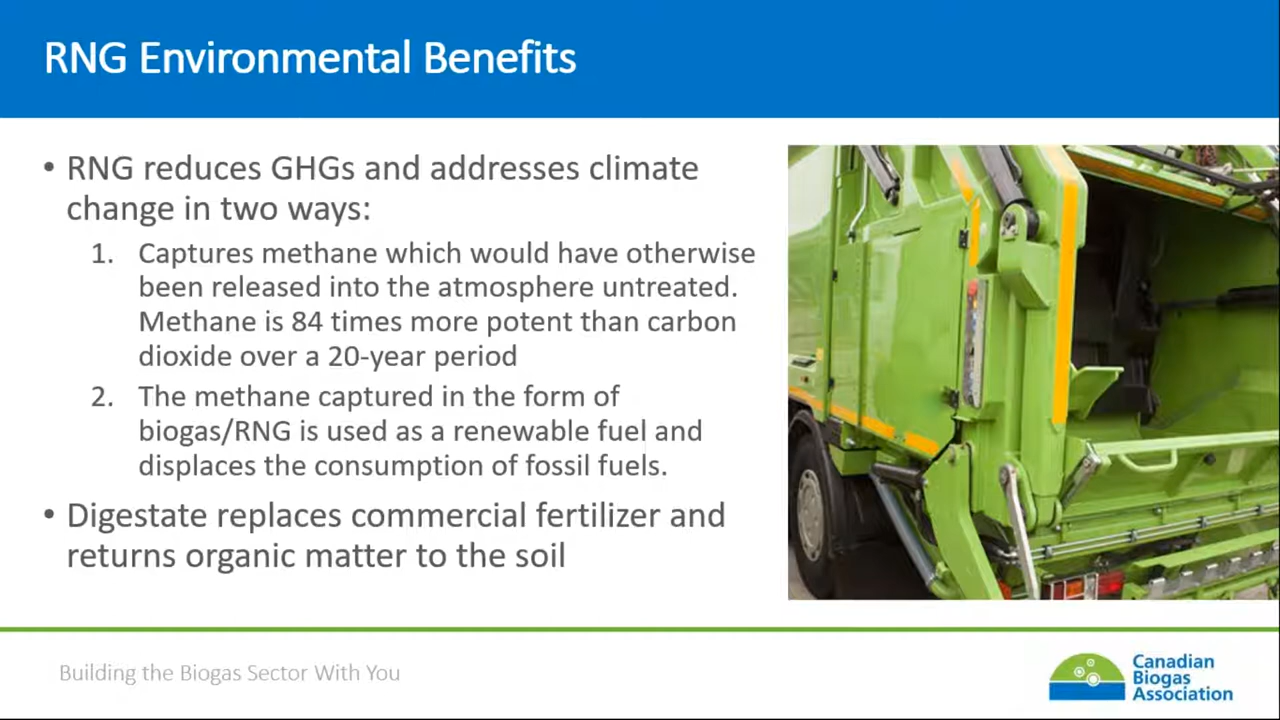 RNG Environmental Benefits
• RNG reduces GHGs and addresses climate
change in two ways:
1. Captures methane which would have otherwise
been released into the atmosphere untreated.
Methane is 84 times more potent than carbon
dioxide over a 20-year period
2. The methane captured in the form of
biogas/RNG is used as a renewable fuel and
displaces the consumption of fossil fuels.
• Digestate replaces commercial fertilizer and
returns organic matter to the soil
Building the Biogas Sector With You
Canadian
Biogas
Association